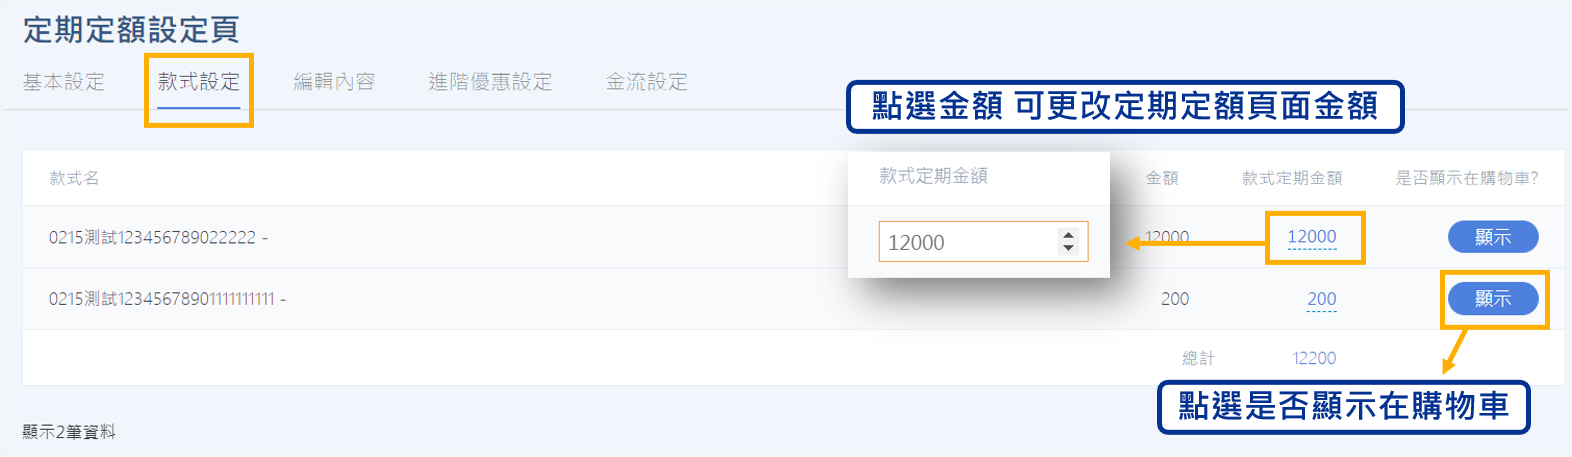 定期定額設定頁
基本設定 款式設定 編輯內容 進階優惠設定 金流設定
點選金額 可更改定期定額頁面金額
款式名 款式定期金額 金額 款式定期金額 是否顯示在購物車?
0215測試123456789022222 - 12000 12000 12000 顯示
0215測試12345678901111111111 - 200 200 顯示
總計 12200
點選是否顯示在購物車
顯示2筆資料